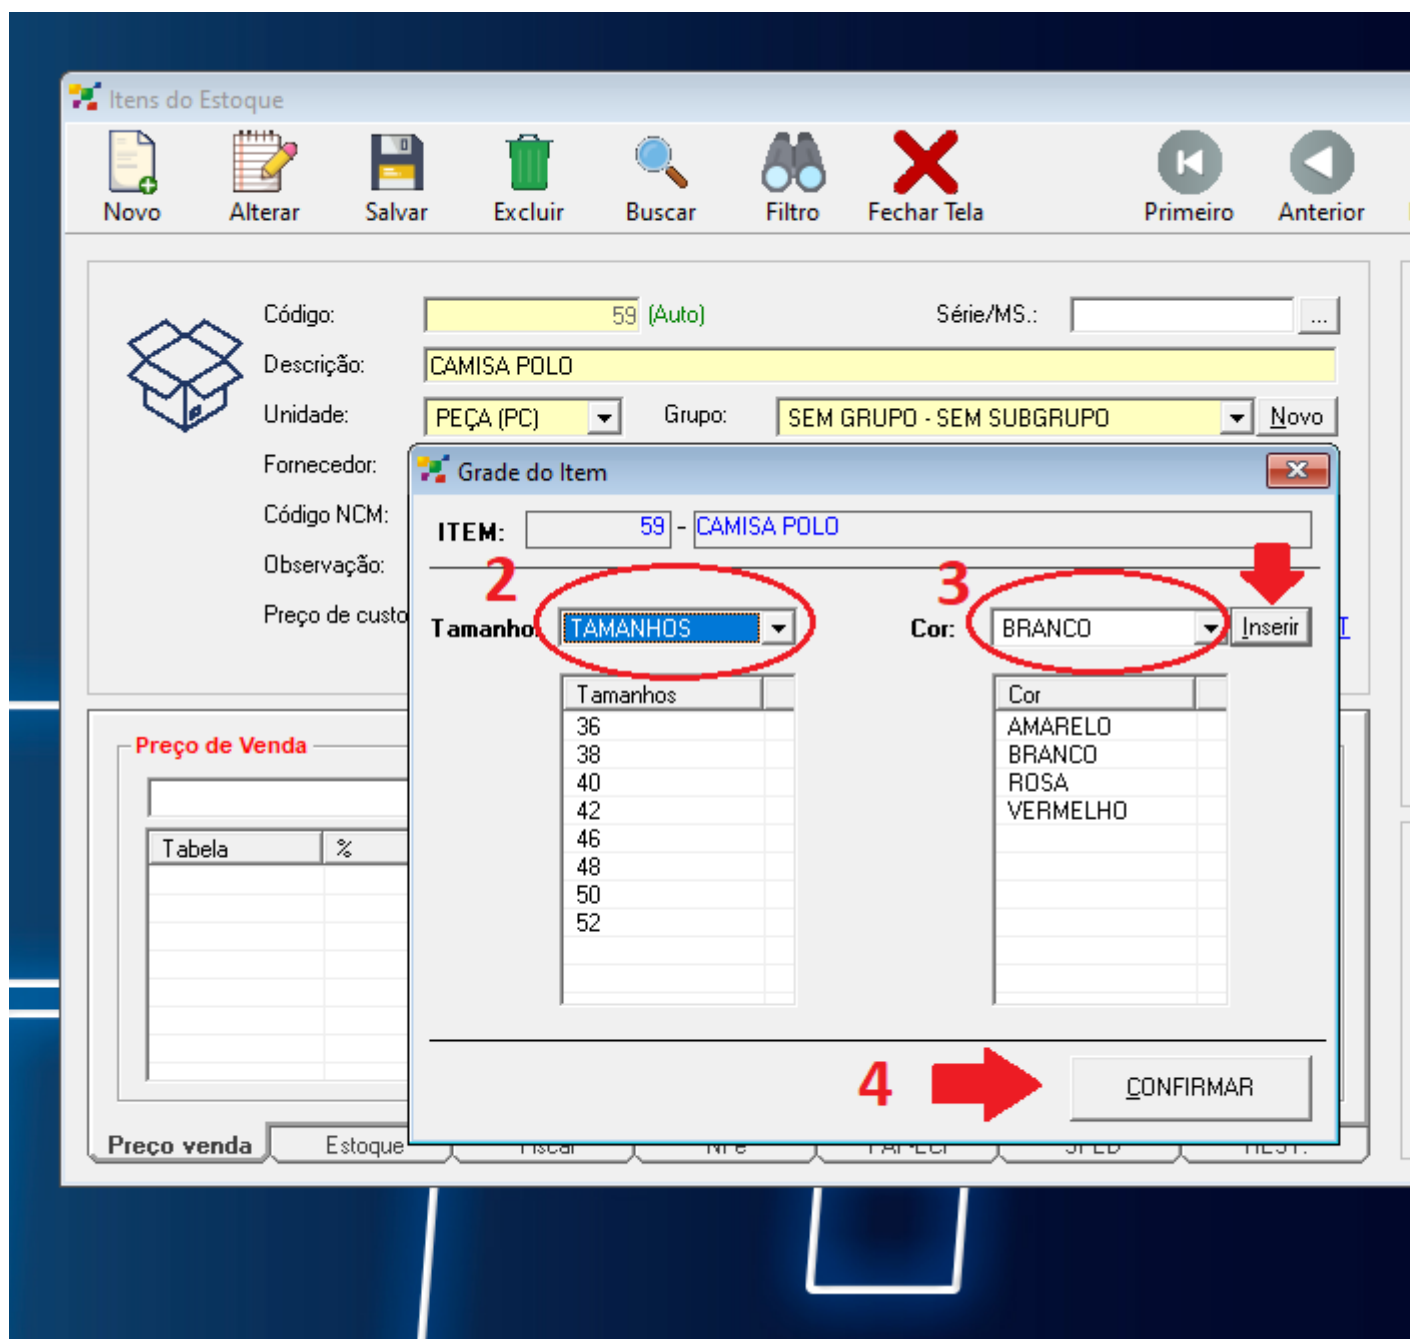 Itens do Estoque
Novo Alterar Salvar Excluir Buscar Filtro Fechar Tela Primeiro Anterior
Código: 59 (Auto) Série/MS.: ...
Descrição: CAMISA POLO
Unidade: PEÇA (PC) Grupo: SEM GRUPO - SEM SUBGRUPO Novo
Fornecedor:
Código NCM:
Observação:
Preço de custo
Grade do Item
ITEM: 59 - CAMISA POLO
2 3
Tamanho: TAMANHOS Cor: BRANCO Inserir
Tamanhos Cor
36 AMARELO
38 BRANCO
40 ROSA
42 VERMELHO
46
48
50
52
4 CONFIRMAR
Preço de Venda
Tabela %
Preço venda Estoque Fiscal